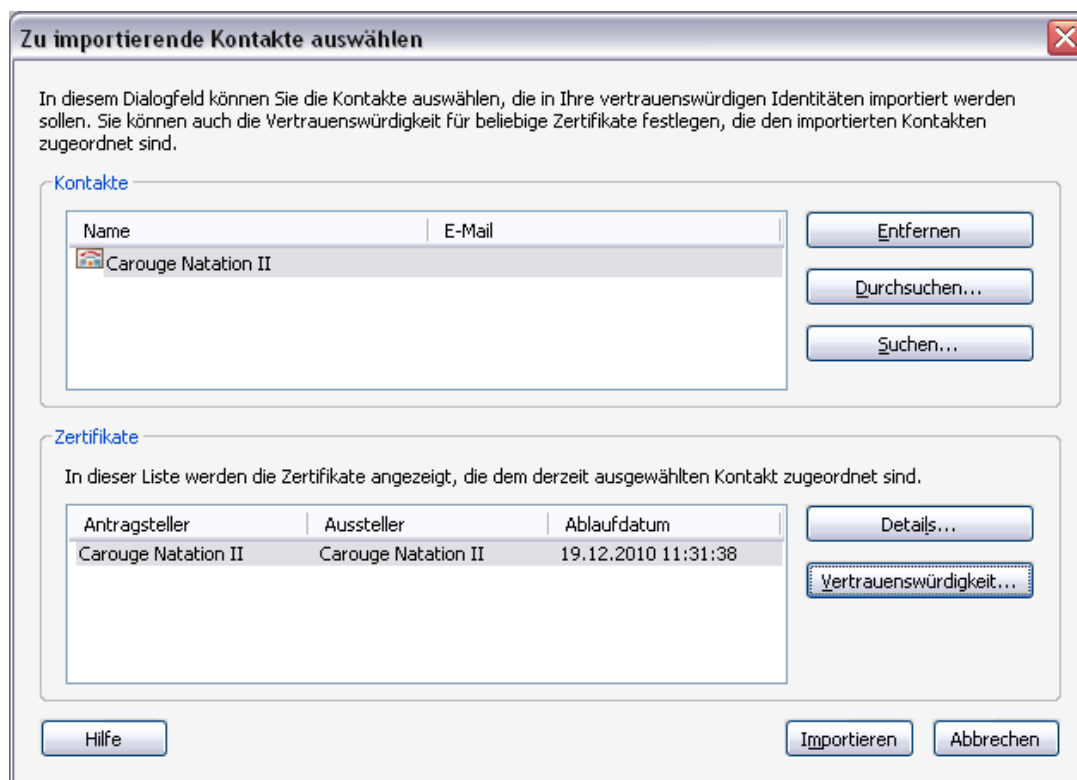 Zu importierende Kontakte auswählen
In diesem Dialogfeld können Sie die Kontakte auswählen, die in Ihre vertrauenswürdigen Identitäten importiert werden
sollen. Sie können auch die Vertrauenswürdigkeit für beliebige Zertifikate festlegen, die den importierten Kontakten
zugeordnet sind.
Kontakte
Name E-Mail
Carouge Natation II
Entfernen
Durchsuchen...
Suchen...
Zertifikate
In dieser Liste werden die Zertifikate angezeigt, die dem derzeit ausgewählten Kontakt zugeordnet sind.
Antragsteller Aussteller Ablaufdatum
Carouge Natation II Carouge Natation II 19.12.2010 11:31:38
Details...
Vertrauenswürdigkeit...
Hilfe Importieren Abbrechen